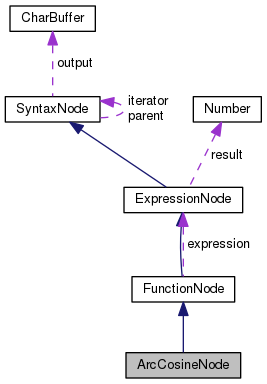 CharBuffer
output
SyntaxNode
iterator
parent
Number
result
ExpressionNode
expression
FunctionNode
ArcCosineNode